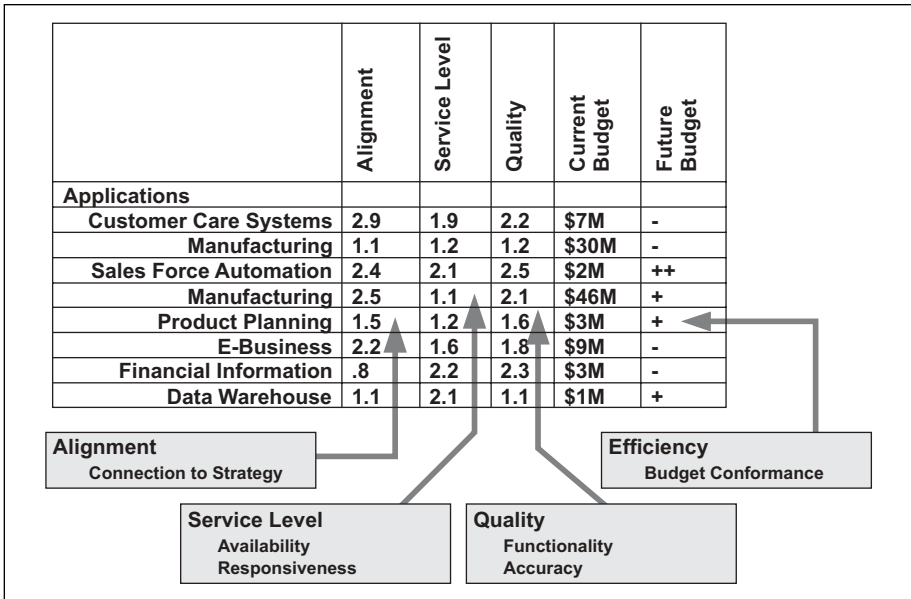 Alignment
Service Level
Quality
Current
Budget
Future
Budget
Applications
Customer Care Systems 2.9 1.9 2.2 $7M -
Manufacturing 1.1 1.2 1.2 $30M -
Sales Force Automation 2.4 2.1 2.5 $2M ++
Manufacturing 2.5 1.1 2.1 $46M +
Product Planning 1.5 1.2 1.6 $3M +
E-Business 2.2 1.6 1.8 $9M -
Financial Information .8 2.2 2.3 $3M -
Data Warehouse 1.1 2.1 1.1 $1M +
Alignment
Connection to Strategy
Efficiency
Budget Conformance
Service Level
Availability
Responsiveness
Quality
Functionality
Accuracy